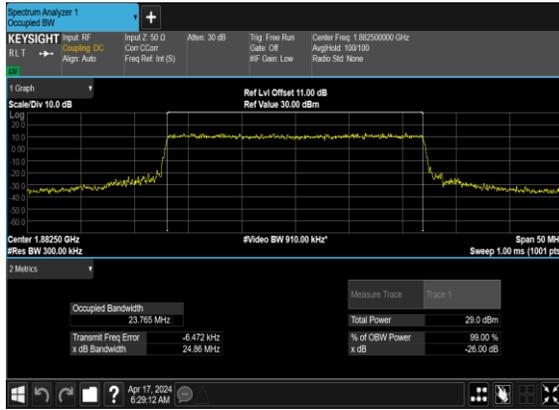 Spectrum Analyzer 1
Occupied BW
+
KEYSIGHT Input: RF Input Z: 50 Ω Atten: 30 dB Trig: Free Run Center Freq: 1.882500000 GHz
RLT Coupling: DC Corr CCorr Gate: Off Avg|Hold: 100/100
Align: Auto Freq Ref: Int (S) #IF Gain: Low Radio Std: None
1 Graph
Ref Lvl Offset 11.00 dB
Scale/Div 10.0 dB Ref Value 30.00 dBm
Log
20.0
10.0
0.00
-10.0
-20.0
-30.0
-40.0
-50.0
-60.0
Center 1.88250 GHz #Video BW 910.00 kHz* Span 50 MH
#Res BW 300.00 kHz Sweep 1.00 ms (1001 pts
2 Metrics
Measure Trace Trace 1
Occupied Bandwidth
23.765 MHz Total Power 29.0 dBm
Transmit Freq Error -6.472 kHz % of OBW Power 99.00 %
x dB Bandwidth 24.86 MHz x dB -26.00 dB
? Apr 17, 2024
6:29:12 AM